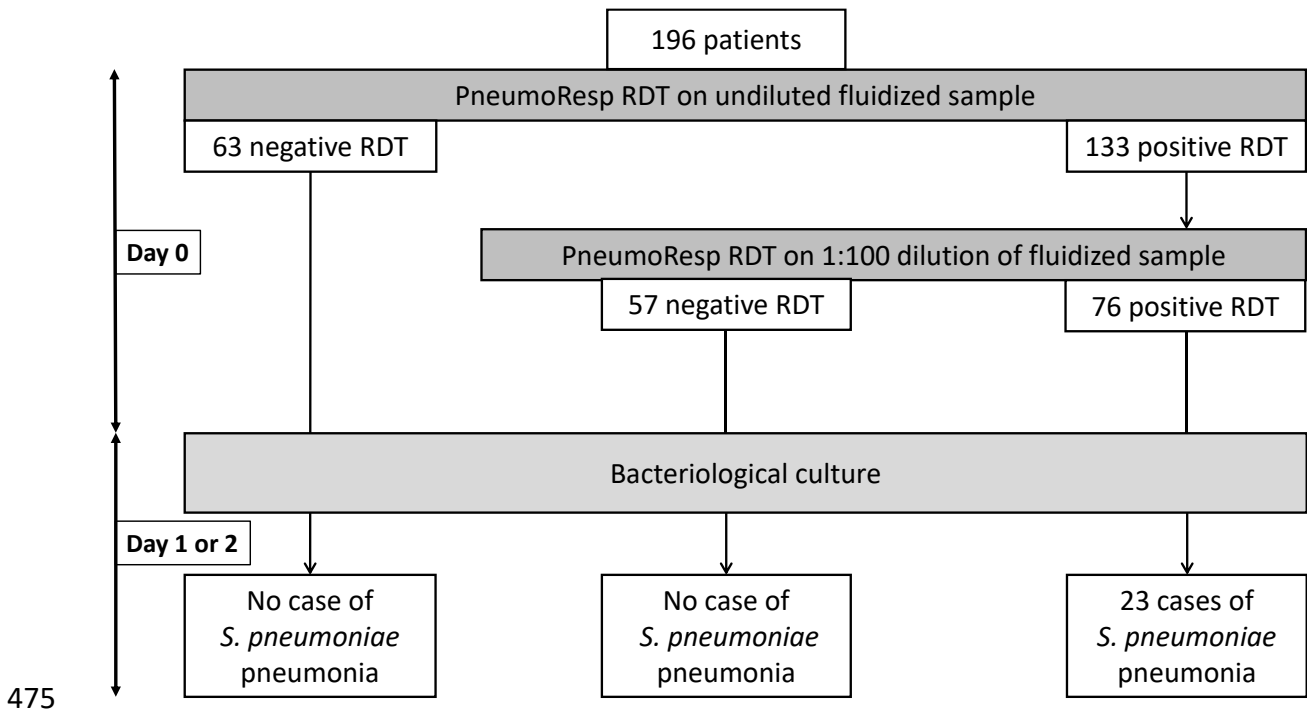 196 patients
PneumoResp RDT on undiluted fluidized sample
63 negative RDT
133 positive RDT
Day 0
PneumoResp RDT on 1:100 dilution of fluidized sample
57 negative RDT
76 positive RDT
Bacteriological culture
Day 1 or 2
No case of
S. pneumoniae
pneumonia
No case of
S. pneumoniae
pneumonia
23 cases of
S. pneumoniae
pneumonia
475